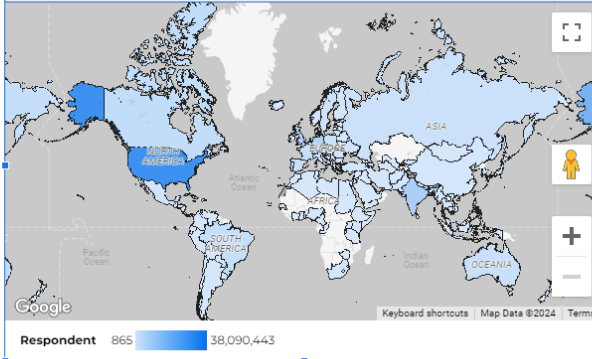 ASIA
NORTH
AMERICA
EUROPE
Atlantic
Ocean
AFRICA
SOUTH
AMERICA
Pacific
Ocean
Indian
Ocean
OCEANIA
Google
Keyboard shortcuts
Map Data ©2024
Terms
Respondent 865 38,090,443